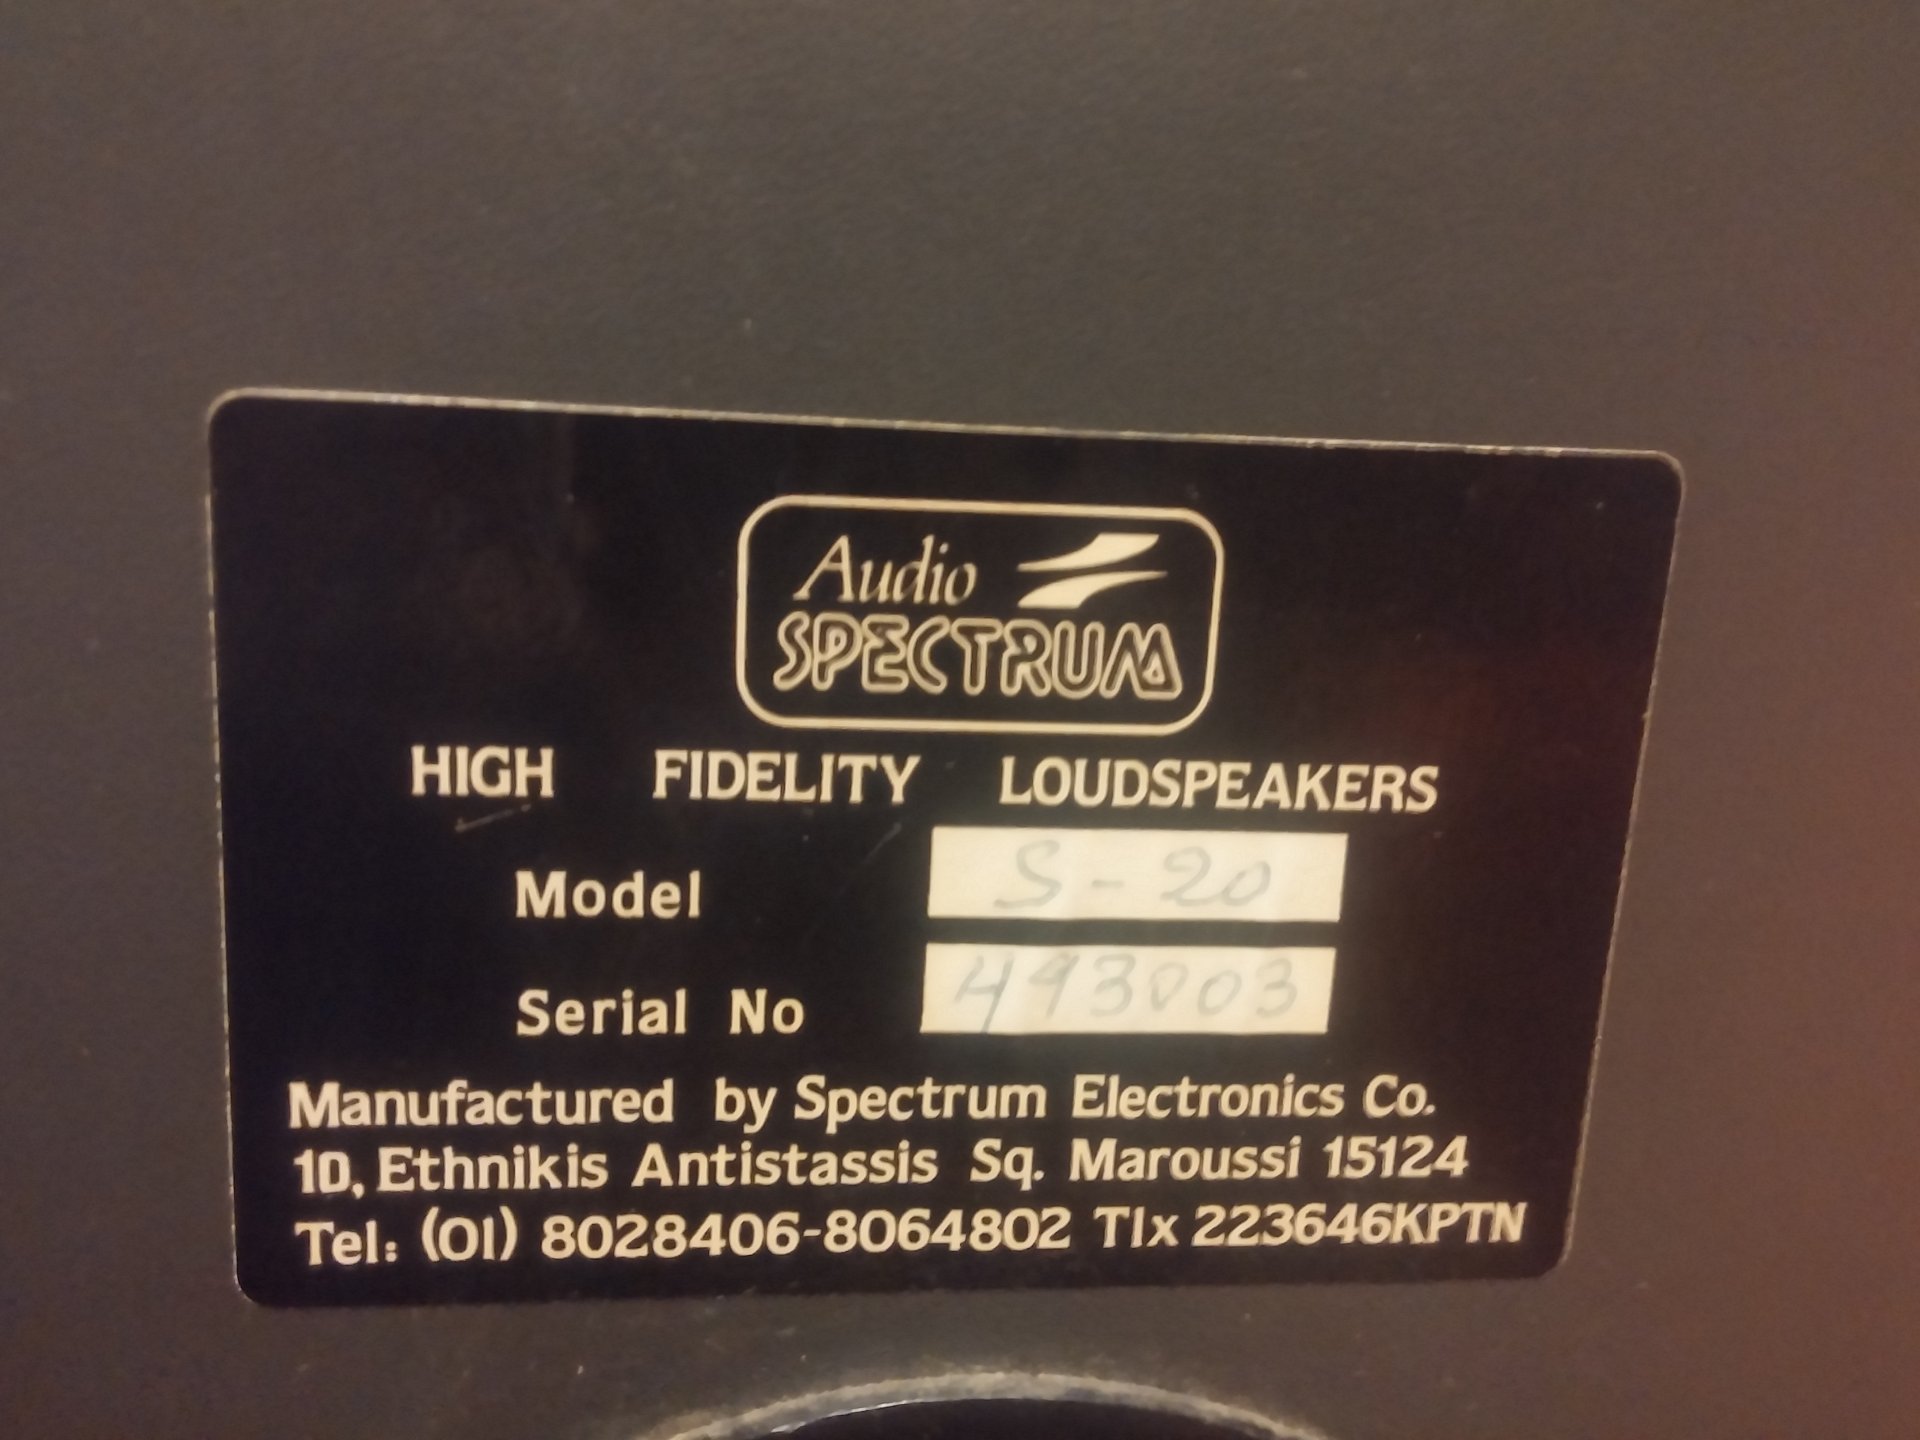 Audio
SPECTRUM
HIGH FIDELITY LOUDSPEAKERS
Model S-20
Serial No 493003
Manufactured by Spectrum Electronics Co.
10, Ethnikis Antistassis Sq. Maroussi 15124
Tel: (01) 8028406-8064802 Tlx 223646KPTN